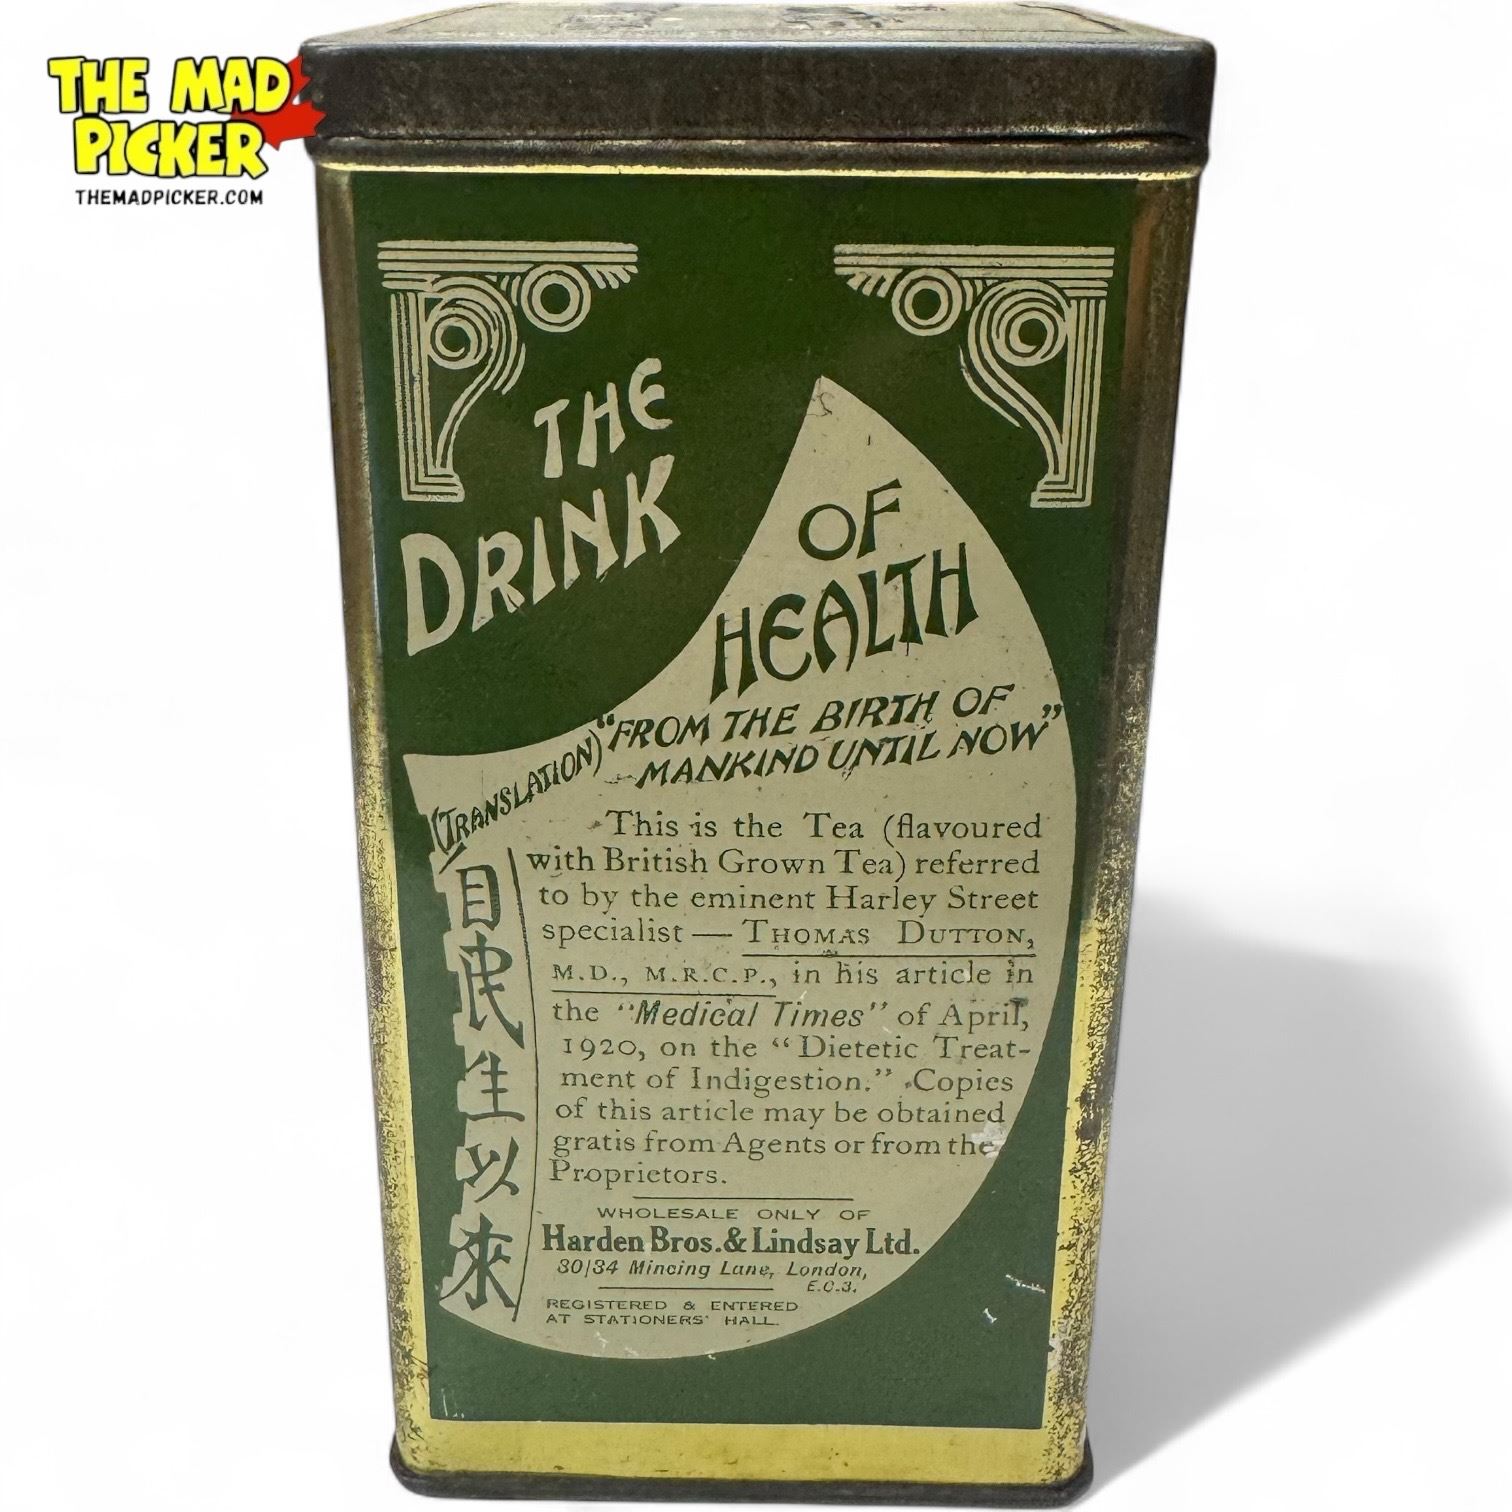 THE MAD
PICKER
THEMADPICKER.COM
THE
DRINK
OF
HEALTH
(TRANSLATION) "FROM THE BIRTH OF
MANKIND UNTIL NOW"
自民生以來
This is the Tea (flavoured
with British Grown Tea) referred
to by the eminent Harley Street
specialist — THOMAS DUTTON,
M.D., M.R.C.P., in his article in
the "Medical Times" of April,
1920, on the "Dietetic Treat-
ment of Indigestion." Copies
of this article may be obtained
gratis from Agents or from the
Proprietors.
WHOLESALE ONLY OF
Harden Bros. & Lindsay Ltd.
30/34 Mincing Lane, London,
E.C.3.
REGISTERED & ENTERED
AT STATIONERS' HALL.